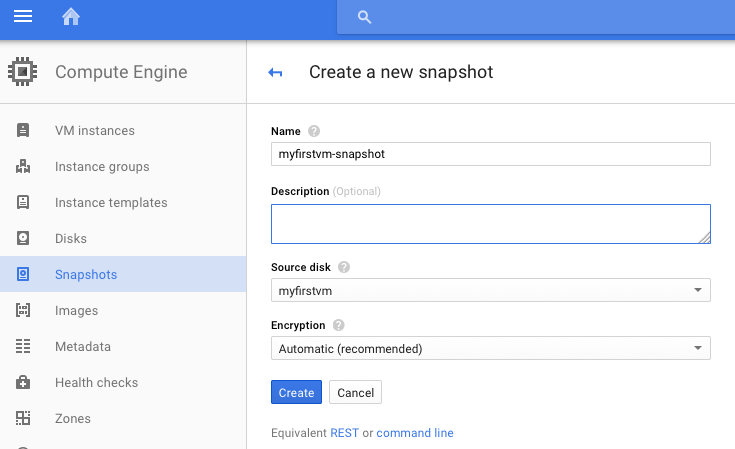 Compute Engine
Create a new snapshot
VM instances
Instance groups
Instance templates
Disks
Snapshots
Images
Metadata
Health checks
Zones
Name ?
myfirstvm-snapshot
Description (Optional)
Source disk ?
myfirstvm
Encryption ?
Automatic (recommended)
Create Cancel
Equivalent REST or command line